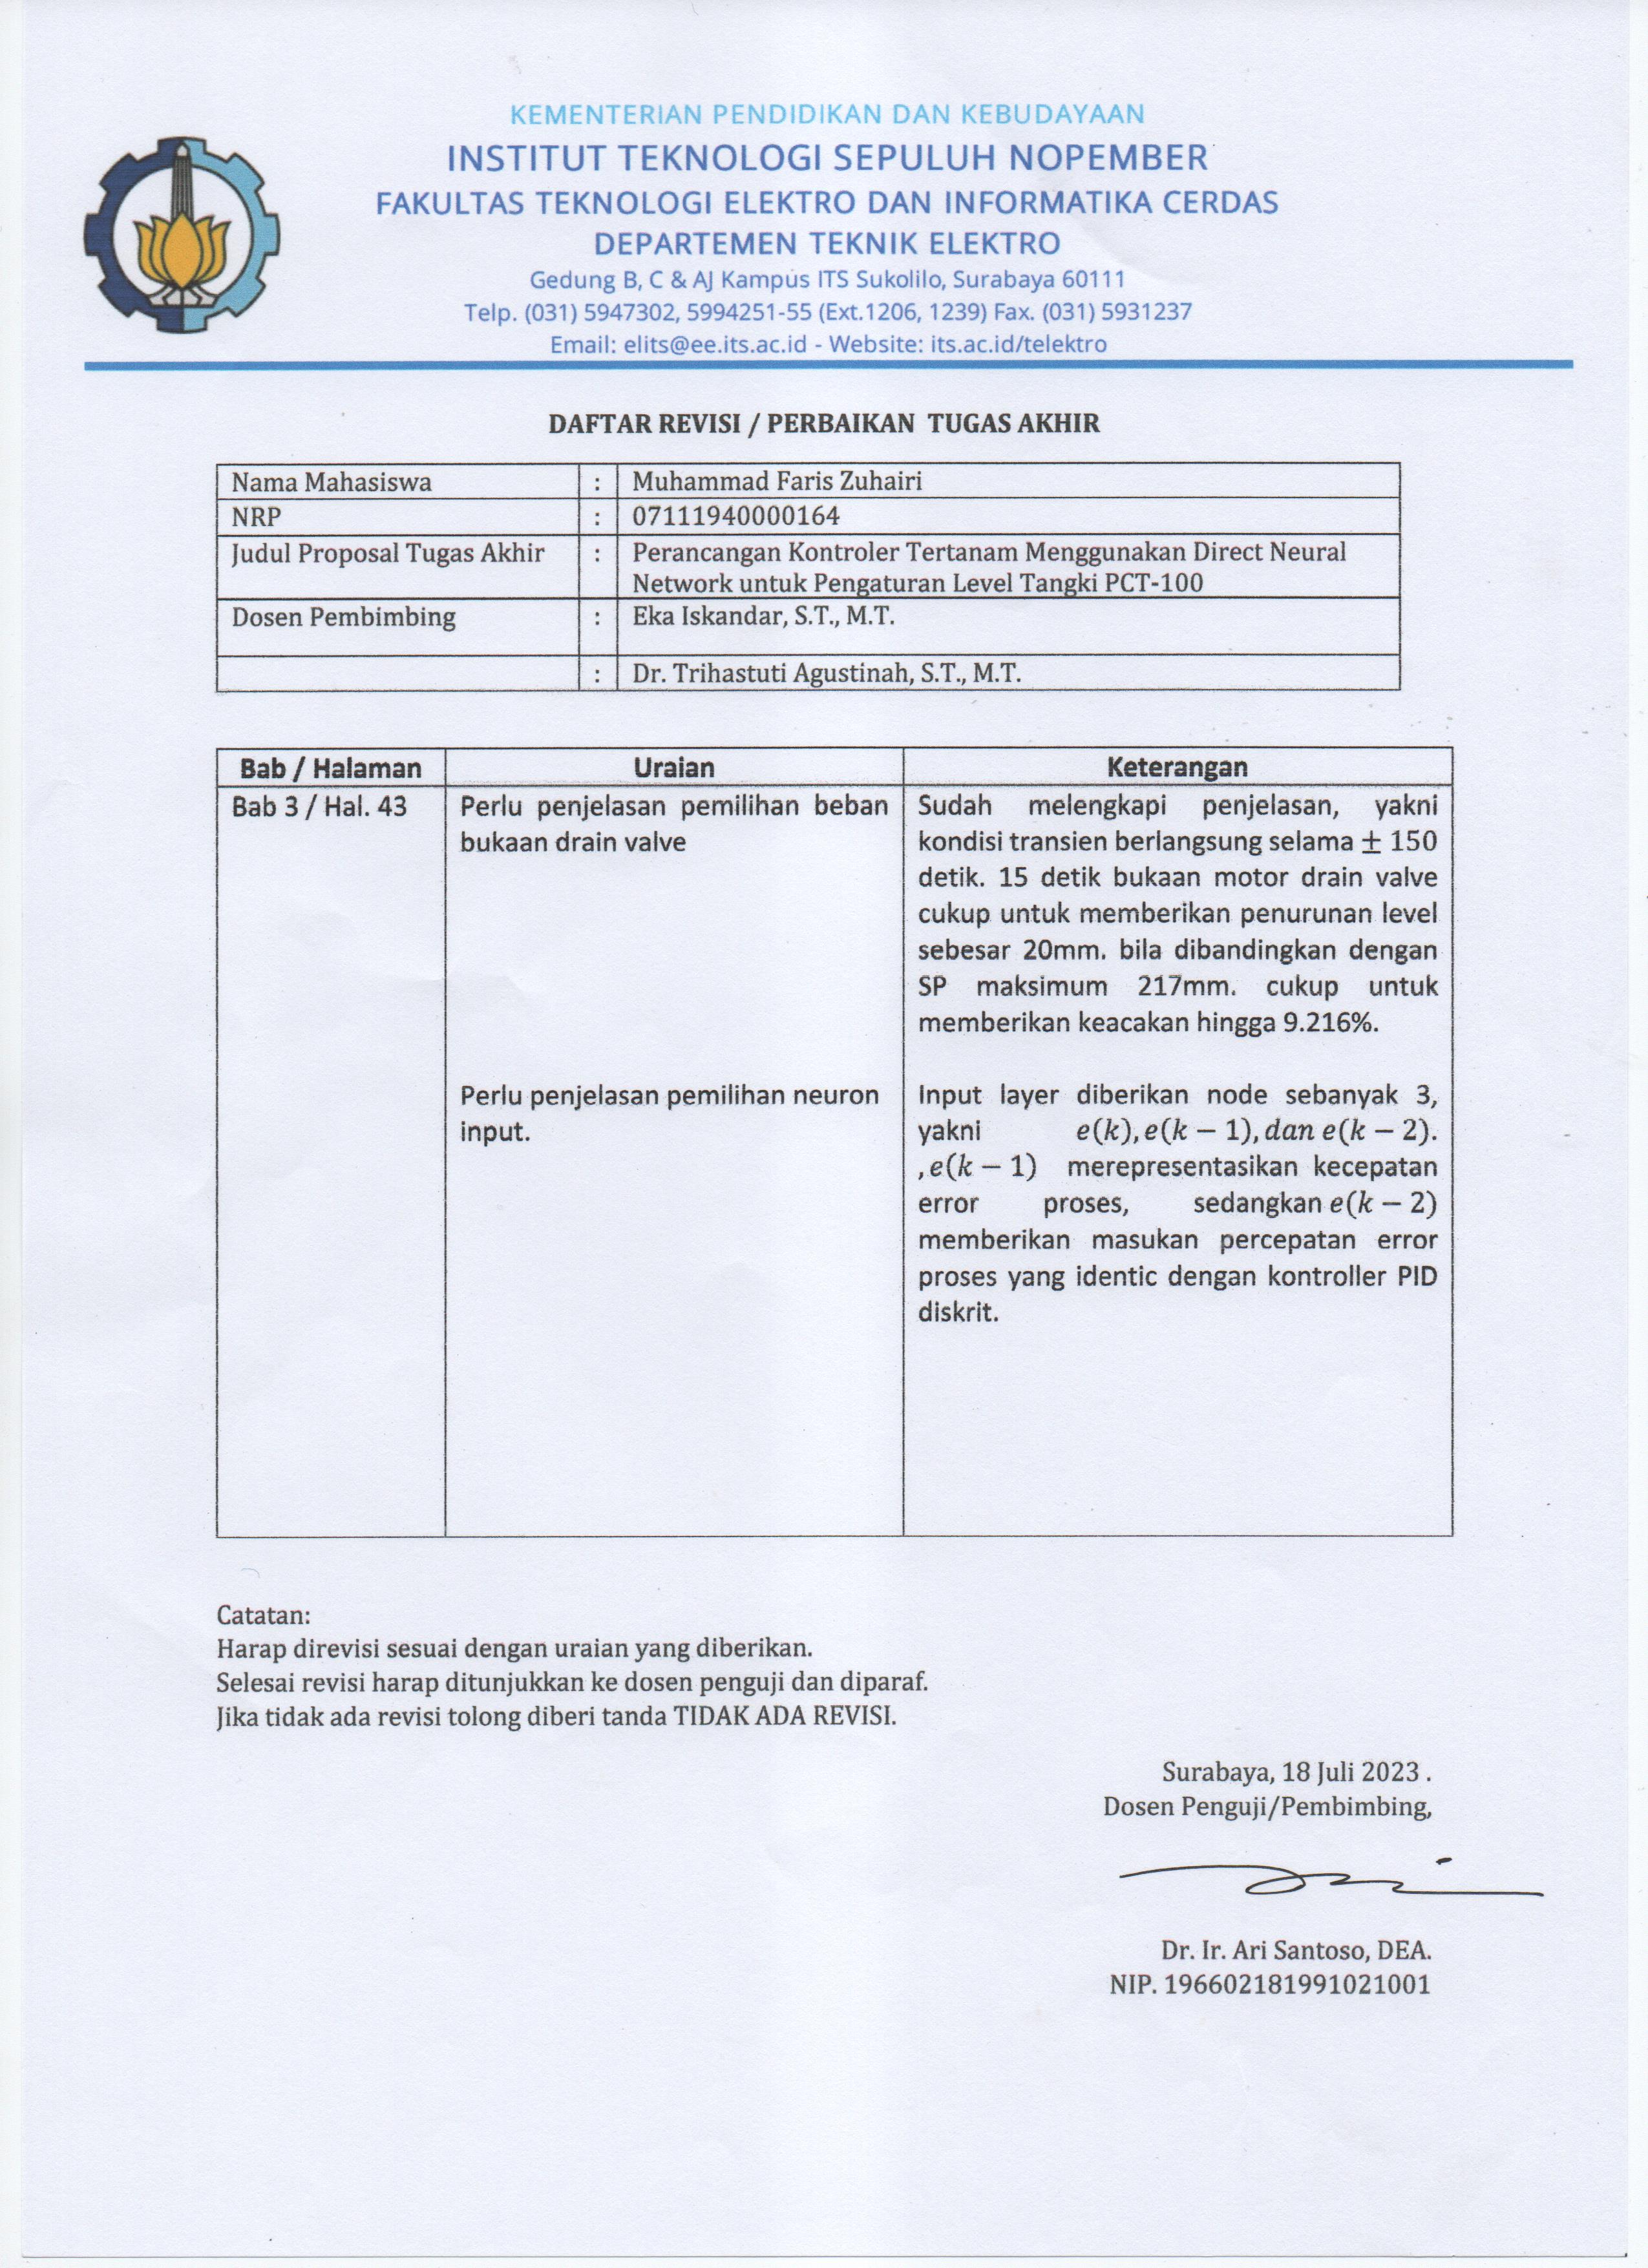 KEMENTERIAN PENDIDIKAN DAN KEBUDAYAAN
INSTITUT TEKNOLOGI SEPULUH NOPEMBER
FAKULTAS TEKNOLOGI ELEKTRO DAN INFORMATIKA CERDAS
DEPARTEMEN TEKNIK ELEKTRO
Gedung B, C & AJ Kampus ITS Sukolilo, Surabaya 60111
Telp. (031) 5947302, 5994251-55 (Ext.1206, 1239) Fax. (031) 5931237
Email: elits@ee.its.ac.id - Website: its.ac.id/telektro
DAFTAR REVISI / PERBAIKAN TUGAS AKHIR
Nama Mahasiswa : Muhammad Faris Zuhairi
NRP : 07111940000164
Judul Proposal Tugas Akhir : Perancangan Kontroler Tertanam Menggunakan Direct Neural
Network untuk Pengaturan Level Tangki PCT-100
Dosen Pembimbing : Eka Iskandar, S.T., M.T.
: Dr. Trihastuti Agustinah, S.T., M.T.
Bab / Halaman Uraian Keterangan
Bab 3 / Hal. 43
Perlu penjelasan pemilihan beban
bukaan drain valve
Sudah melengkapi penjelasan, yakni
kondisi transien berlangsung selama ± 150
detik. 15 detik bukaan motor drain valve
cukup untuk memberikan penurunan level
sebesar 20mm. bila dibandingkan dengan
SP maksimum 217mm. cukup untuk
memberikan keacakan hingga 9.216%.
Perlu penjelasan pemilihan neuron
input.
Input layer diberikan node sebanyak 3,
yakni e(k), e(k − 1), dan e(k − 2).
, e(k − 1) merepresentasikan kecepatan
error proses, sedangkan e(k − 2)
memberikan masukan percepatan error
proses yang identic dengan kontroller PID
diskrit.
Catatan:
Harap direvisi sesuai dengan uraian yang diberikan.
Selesai revisi harap ditunjukkan ke dosen penguji dan diparaf.
Jika tidak ada revisi tolong diberi tanda TIDAK ADA REVISI.
Surabaya, 18 Juli 2023 .
Dosen Penguji/Pembimbing,
Dr. Ir. Ari Santoso, DEA.
NIP. 196602181991021001